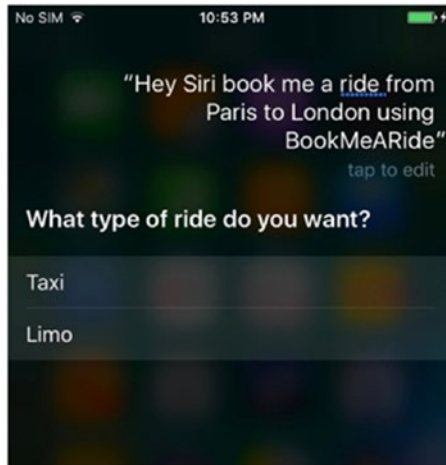 No SIM 10:53 PM
“Hey Siri book me a ride from
Paris to London using
BookMeARide”
tap to edit
What type of ride do you want?
Taxi
Limo